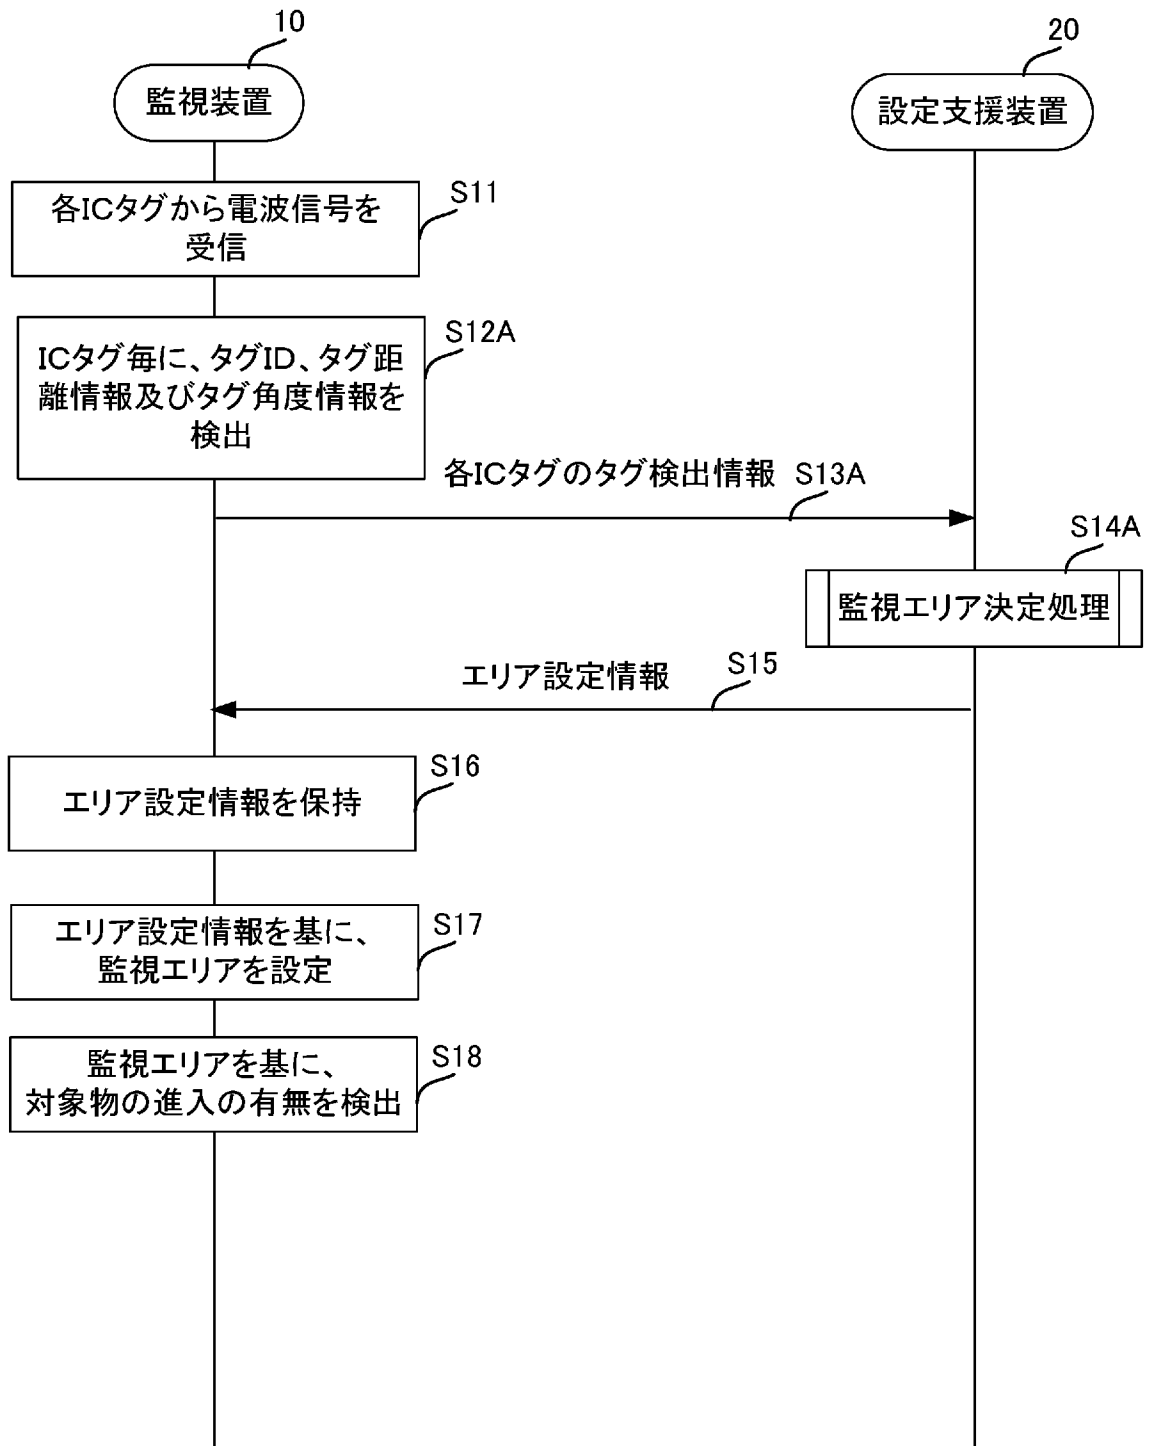 10
監視装置
20
設定支援装置
S11
各ICタグから電波信号を
受信
S12A
ICタグ毎に、タグID、タグ距
離情報及びタグ角度情報を
検出
各ICタグのタグ検出情報
S13A
S14A
監視エリア決定処理
エリア設定情報
S15
S16
エリア設定情報を保持
S17
エリア設定情報を基に、
監視エリアを設定
S18
監視エリアを基に、
対象物の進入の有無を検出